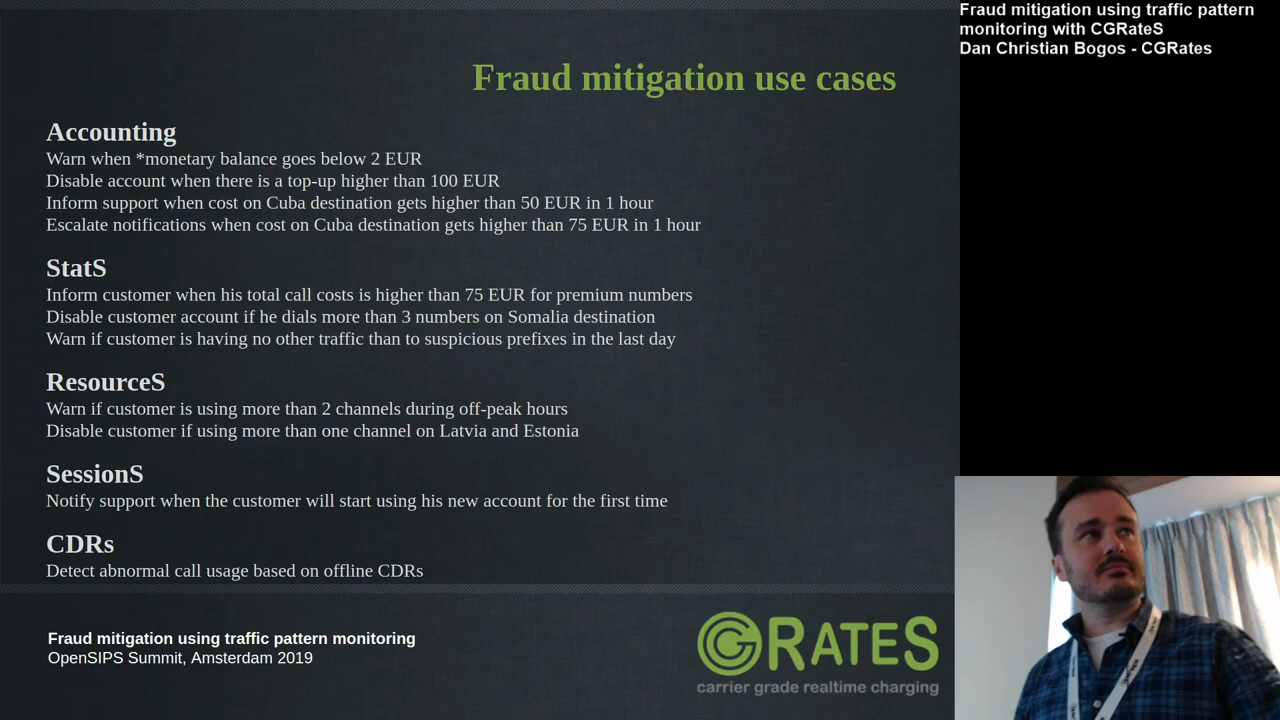 Fraud mitigation using traffic pattern
monitoring with CGRateS
Dan Christian Bogos - CGRates
Fraud mitigation use cases
Accounting
Warn when *monetary balance goes below 2 EUR
Disable account when there is a top-up higher than 100 EUR
Inform support when cost on Cuba destination gets higher than 50 EUR in 1 hour
Escalate notifications when cost on Cuba destination gets higher than 75 EUR in 1 hour
StatS
Inform customer when his total call costs is higher than 75 EUR for premium numbers
Disable customer account if he dials more than 3 numbers on Somalia destination
Warn if customer is having no other traffic than to suspicious prefixes in the last day
ResourceS
Warn if customer is using more than 2 channels during off-peak hours
Disable customer if using more than one channel on Latvia and Estonia
SessionS
Notify support when the customer will start using his new account for the first time
CDRs
Detect abnormal call usage based on offline CDRs
Fraud mitigation using traffic pattern monitoring
OpenSIPS Summit, Amsterdam 2019
CGRATES
carrier grade realtime charging